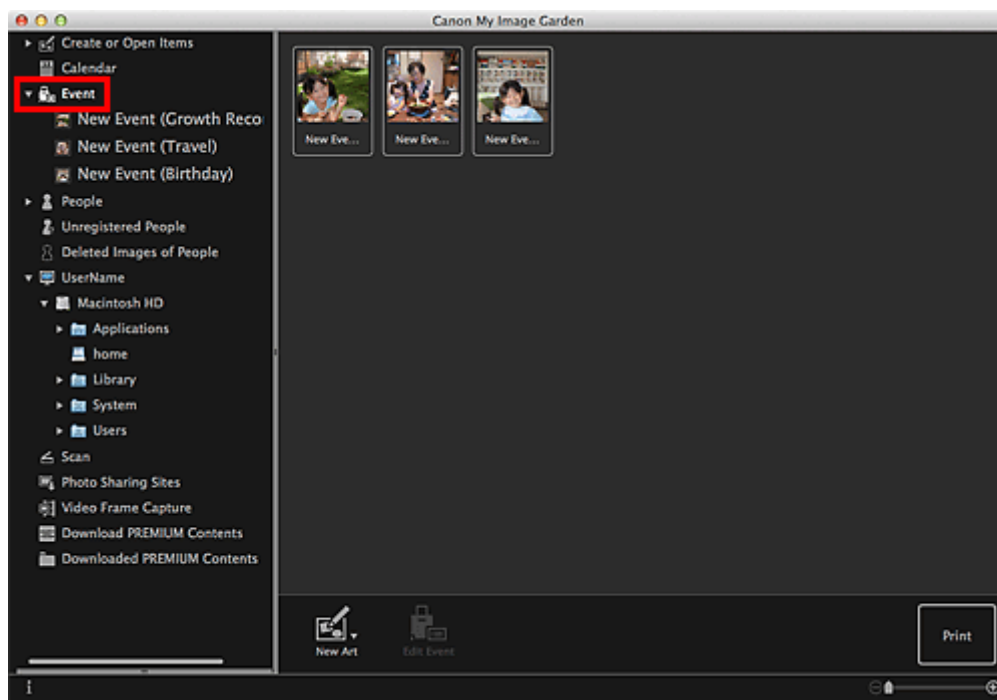 Canon My Image Garden
Create or Open Items
Calendar
Event
New Event (Growth Reco
New Event (Travel)
New Event (Birthday)
People
Unregistered People
Deleted Images of People
UserName
Macintosh HD
Applications
home
Library
System
Users
Scan
Photo Sharing Sites
Video Frame Capture
Download PREMIUM Contents
Downloaded PREMIUM Contents
New Eve... New Eve... New Eve...
New Art Edit Event Print
i